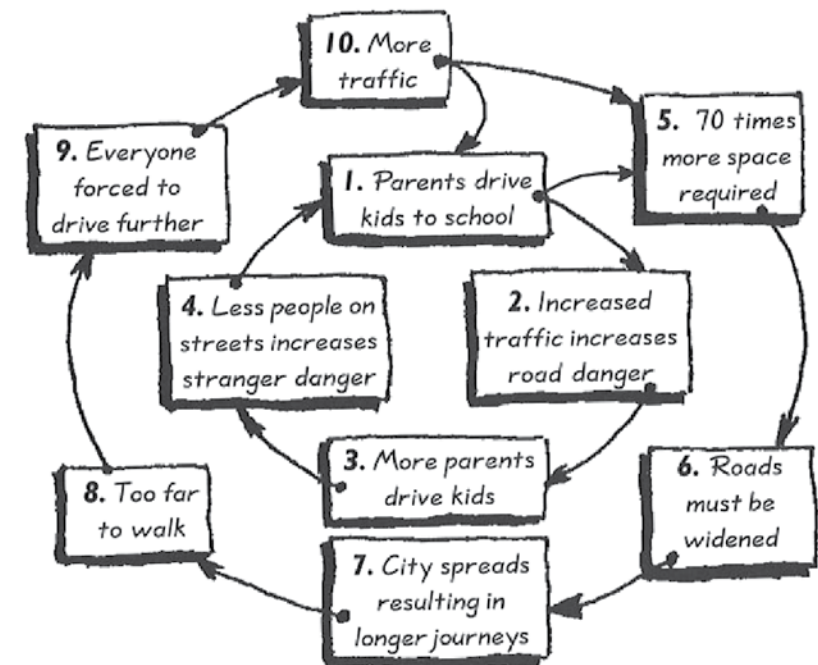 10. More
traffic
9. Everyone
forced to
drive further
5. 70 times
more space
required
1. Parents drive
kids to school
4. Less people on
streets increases
stranger danger
2. Increased
traffic increases
road danger
3. More parents
drive kids
8. Too far
to walk
6. Roads
must be
widened
7. City spreads
resulting in
longer journeys